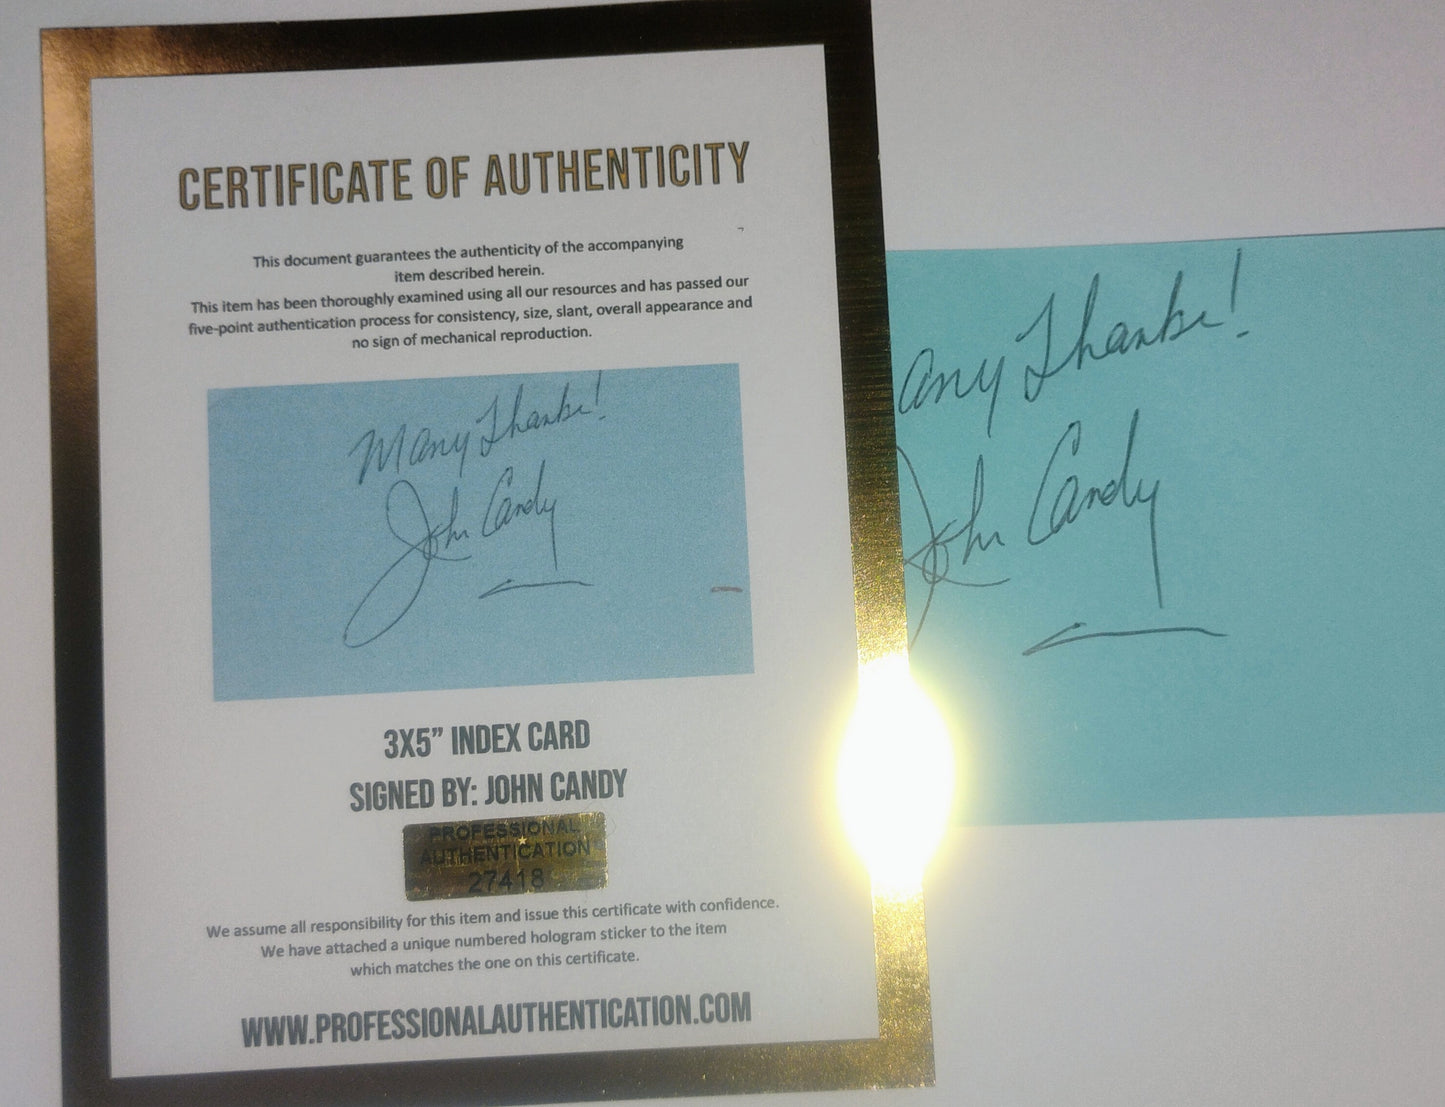 CERTIFICATE OF AUTHENTICITY
This document guarantees the authenticity of the accompanying
item described herein.
This item has been thoroughly examined using all our resources and has passed our
five-point authentication process for consistency, size, slant, overall appearance and
no sign of mechanical reproduction.
Many Thanks!
John Candy
3X5” INDEX CARD
SIGNED BY: JOHN CANDY
PROFESSIONAL
AUTHENTICATION
27418
We assume all responsibility for this item and issue this certificate with confidence.
We have attached a unique numbered hologram sticker to the item
which matches the one on this certificate.
WWW.PROFESSIONALAUTHENTICATION.COM
any Thanks!
John Candy